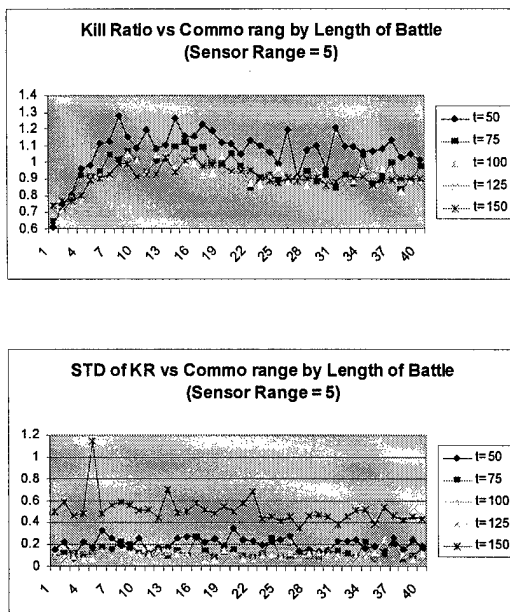 Kill Ratio vs Commo rang by Length of Battle
(Sensor Range = 5)
1.4
1.3
1.2
1.1
1
0.9
0.8
0.7
0.6
1 4 7 10 13 16 19 22 25 28 31 34 37 40
t=50
t=75
t=100
t=125
t=150
STD of KR vs Commo range by Length of Battle
(Sensor Range = 5)
1.2
1
0.8
0.6
0.4
0.2
0
1 4 7 10 13 16 19 22 25 28 31 34 37 40
t=50
t=75
t=100
t=125
t=150